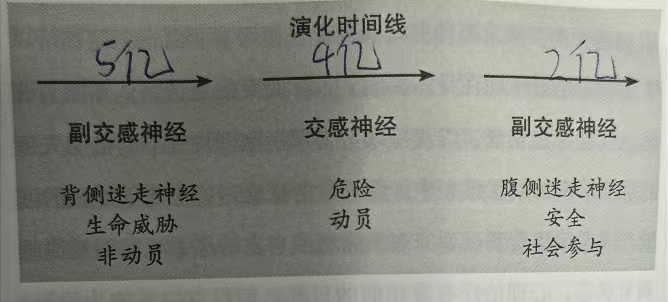 演化时间线
5亿 4亿 2亿
副交感神经 交感神经 副交感神经
背侧迷走神经 危险 腹侧迷走神经
生命威胁 动员 安全
非动员 社会参与